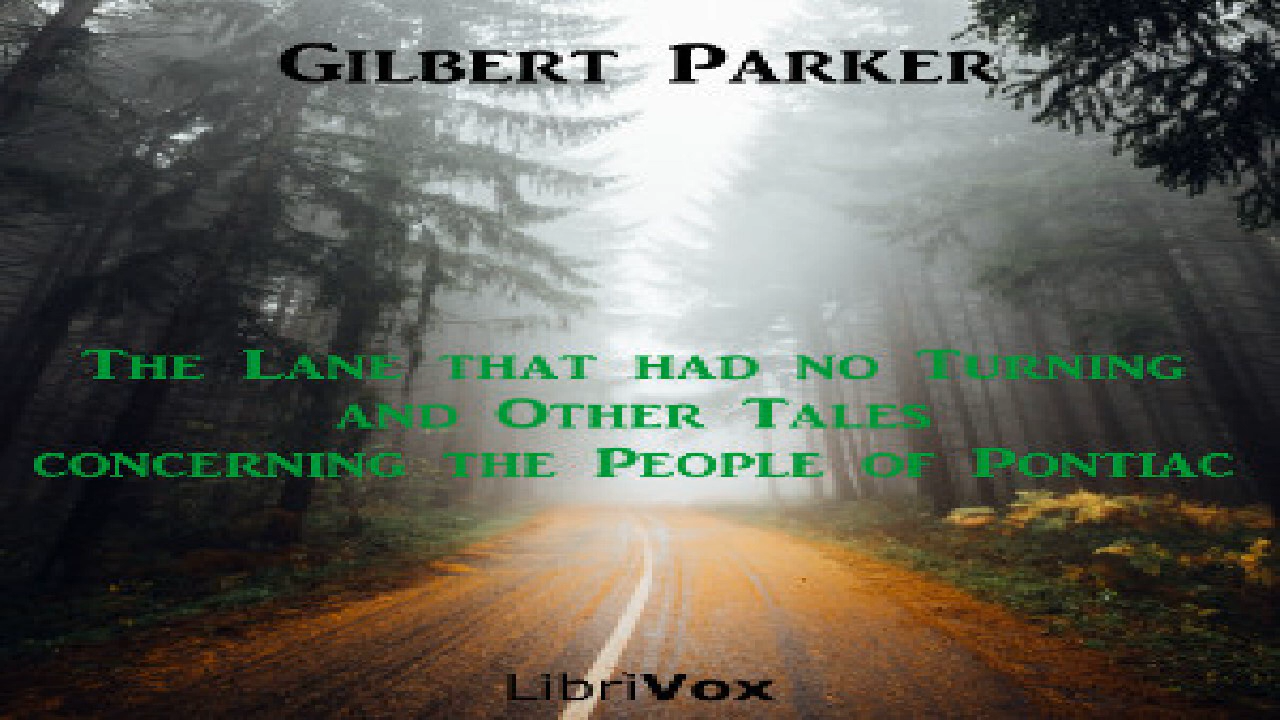 Gilbert Parker
The Lane that had no Turning
and Other Tales
concerning the People of Pontiac
LibriVox